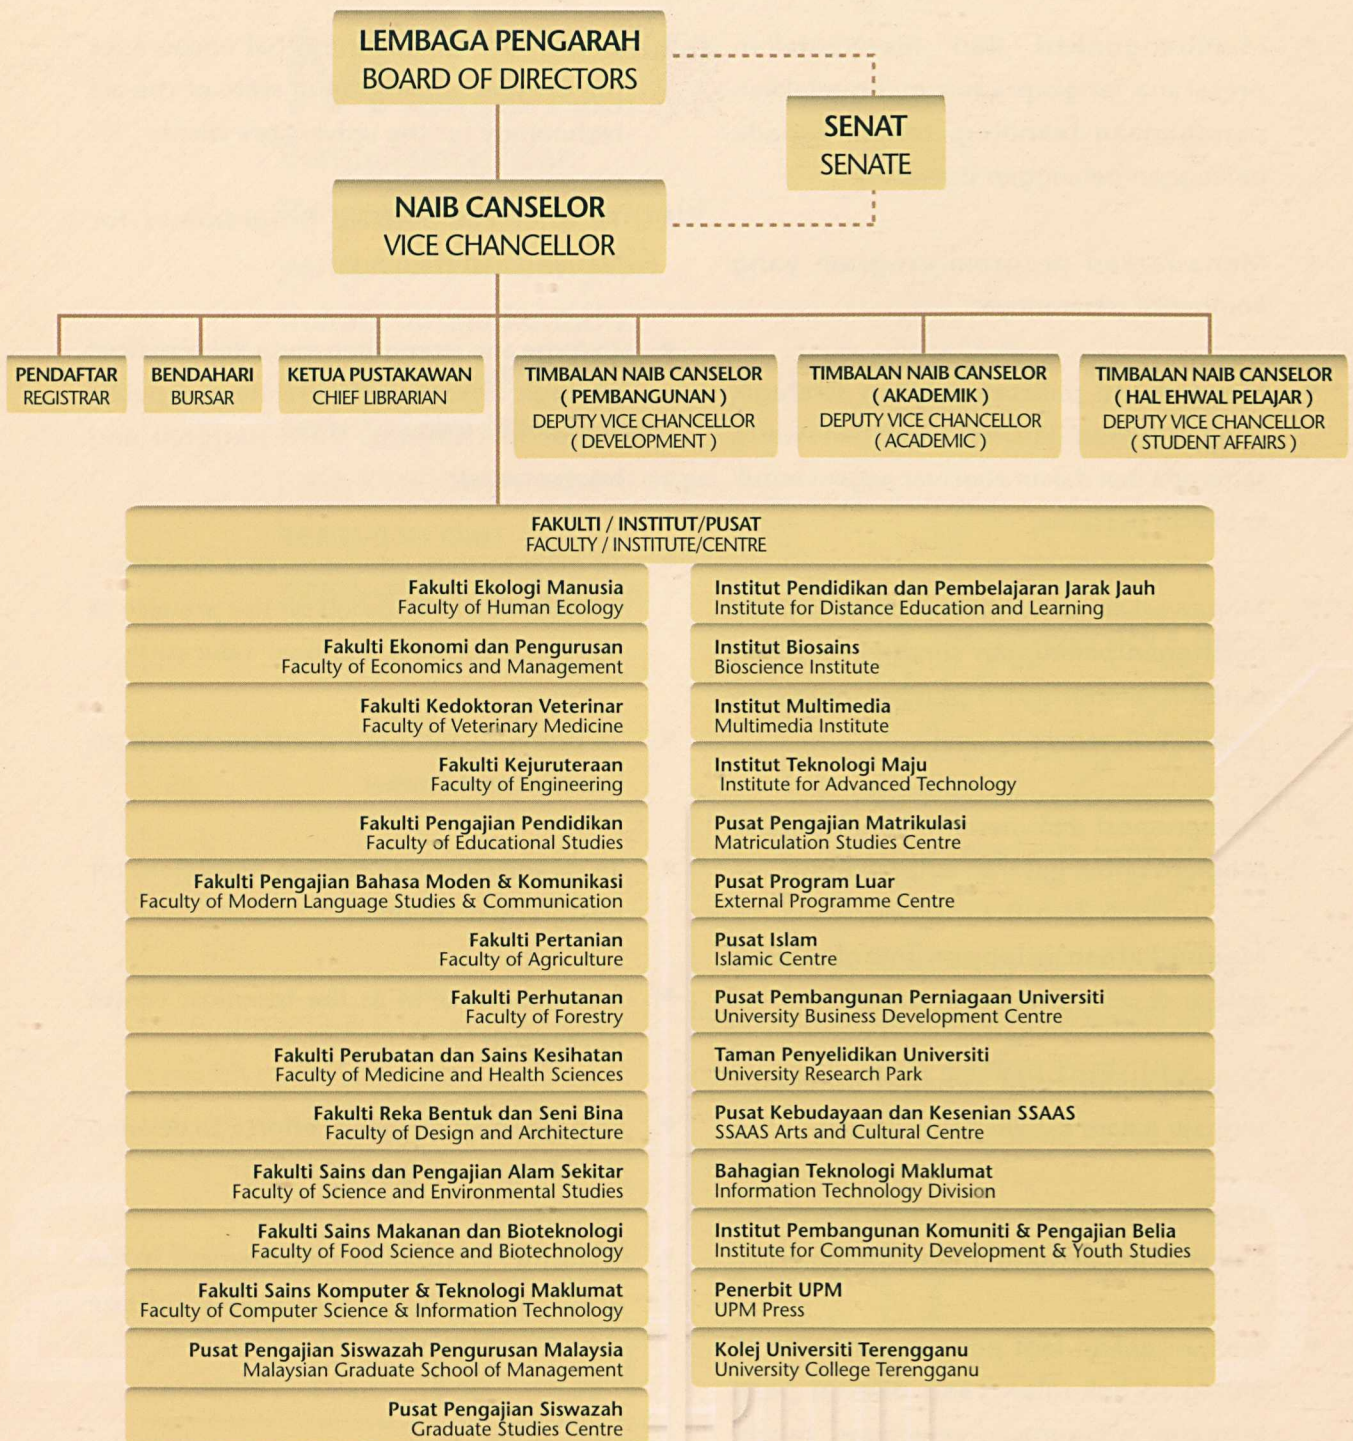 LEMBAGA PENGARAH
BOARD OF DIRECTORS
SENAT
SENATE
NAIB CANSELOR
VICE CHANCELLOR
PENDAFTAR
REGISTRAR
BENDAHARI
BURSAR
KETUA PUSTAKAWAN
CHIEF LIBRARIAN
TIMBALAN NAIB CANSELOR
( PEMBANGUNAN )
DEPUTY VICE CHANCELLOR
( DEVELOPMENT )
TIMBALAN NAIB CANSELOR
( AKADEMIK )
DEPUTY VICE CHANCELLOR
( ACADEMIC )
TIMBALAN NAIB CANSELOR
( HAL EHWAL PELAJAR )
DEPUTY VICE CHANCELLOR
( STUDENT AFFAIRS )
FAKULTI / INSTITUT/PUSAT
FACULTY / INSTITUTE/CENTRE
Fakulti Ekologi Manusia
Faculty of Human Ecology
Fakulti Ekonomi dan Pengurusan
Faculty of Economics and Management
Fakulti Kedoktoran Veterinar
Faculty of Veterinary Medicine
Fakulti Kejuruteraan
Faculty of Engineering
Fakulti Pengajian Pendidikan
Faculty of Educational Studies
Fakulti Pengajian Bahasa Moden & Komunikasi
Faculty of Modern Language Studies & Communication
Fakulti Pertanian
Faculty of Agriculture
Fakulti Perhutanan
Faculty of Forestry
Fakulti Perubatan dan Sains Kesihatan
Faculty of Medicine and Health Sciences
Fakulti Reka Bentuk dan Seni Bina
Faculty of Design and Architecture
Fakulti Sains dan Pengajian Alam Sekitar
Faculty of Science and Environmental Studies
Fakulti Sains Makanan dan Bioteknologi
Faculty of Food Science and Biotechnology
Fakulti Sains Komputer & Teknologi Maklumat
Faculty of Computer Science & Information Technology
Pusat Pengajian Siswazah Pengurusan Malaysia
Malaysian Graduate School of Management
Pusat Pengajian Siswazah
Graduate Studies Centre
Institut Pendidikan dan Pembelajaran Jarak Jauh
Institute for Distance Education and Learning
Institut Biosains
Bioscience Institute
Institut Multimedia
Multimedia Institute
Institut Teknologi Maju
Institute for Advanced Technology
Pusat Pengajian Matrikulasi
Matriculation Studies Centre
Pusat Program Luar
External Programme Centre
Pusat Islam
Islamic Centre
Pusat Pembangunan Perniagaan Universiti
University Business Development Centre
Taman Penyelidikan Universiti
University Research Park
Pusat Kebudayaan dan Kesenian SSAAS
SSAAS Arts and Cultural Centre
Bahagian Teknologi Maklumat
Information Technology Division
Institut Pembangunan Komuniti & Pengajian Belia
Institute for Community Development & Youth Studies
Penerbit UPM
UPM Press
Kolej Universiti Terengganu
University College Terengganu